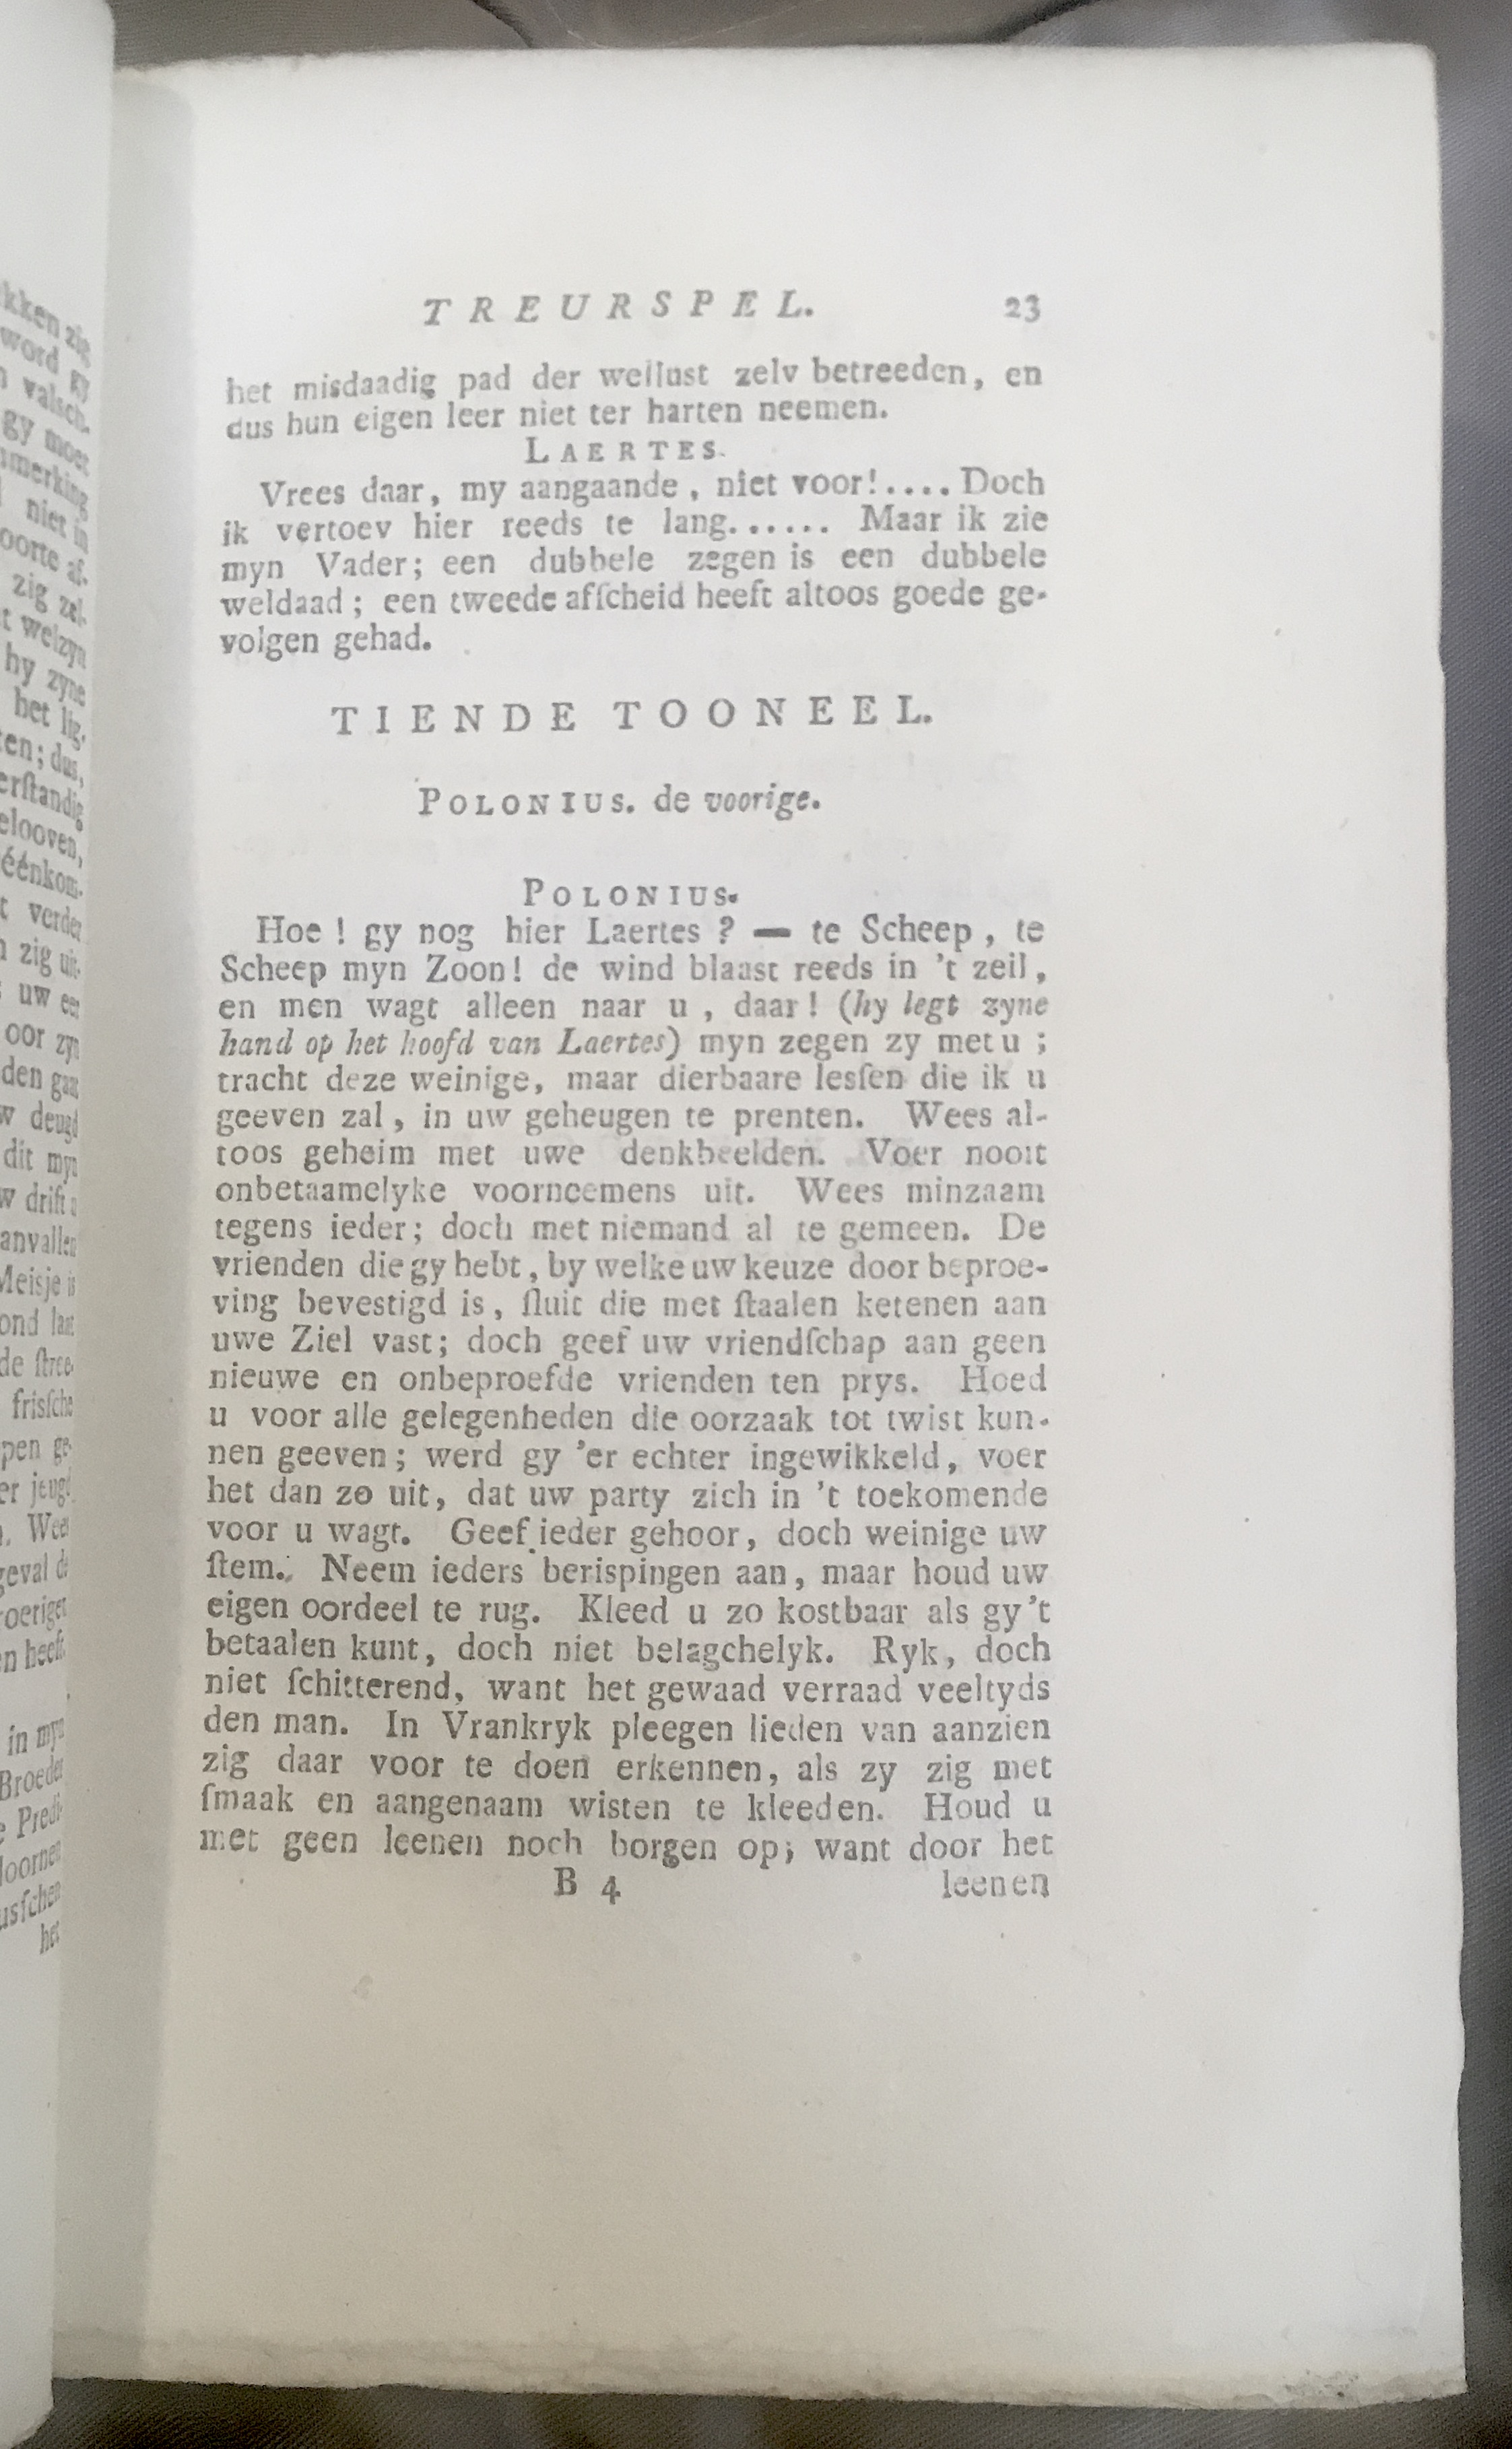 TREURSPEL. 23
het misdaadig pad der wellust zelv betreeden, en
dus hun eigen leer niet ter harten neemen.
LAERTES.
Vrees daar, my aangaande, niet voor!.... Doch
ik vertoev hier reeds te lang...... Maar ik zie
myn Vader; een dubbele zegen is een dubbele
weldaad; een tweede afſcheid heeft altoos goede ge-
volgen gehad.
TIENDE TOONEEL.
POLONIUS. de voorige.
POLONIUS.
Hoe! gy nog hier Laertes? — te Scheep, te
Scheep myn Zoon! de wind blaast reeds in 't zeil,
en men wagt alleen naar u, daar! (hy legt zyne
hand op het hoofd van Laertes) myn zegen zy met u;
tracht deze weinige, maar dierbaare lesſen die ik u
geeven zal, in uw geheugen te prenten. Wees al-
toos geheim met uwe denkbeelden. Voer nooit
onbetaamelyke voorneemens uit. Wees minzaam
tegens ieder; doch met niemand al te gemeen. De
vrienden die gy hebt, by welke uw keuze door beproe-
ving bevestigd is, ſluit die met ſtaalen ketenen aan
uwe Ziel vast; doch geef uw vriendſchap aan geen
nieuwe en onbeproefde vrienden ten prys. Hoed
u voor alle gelegenheden die oorzaak tot twist kun-
nen geeven; werd gy 'er echter ingewikkeld, voer
het dan zo uit, dat uw party zich in 't toekomende
voor u wagt. Geef ieder gehoor, doch weinige uw
ſtem. Neem ieders berispingen aan, maar houd uw
eigen oordeel te rug. Kleed u zo kostbaar als gy 't
betaalen kunt, doch niet belagchelyk. Ryk, doch
niet ſchitterend, want het gewaad verraad veeltyds
den man. In Vrankryk pleegen lieden van aanzien
zig daar voor te doen erkennen, als zy zig met
ſmaak en aangenaam wisten te kleeden. Houd u
met geen leenen noch borgen op; want door het
B 4 leenen